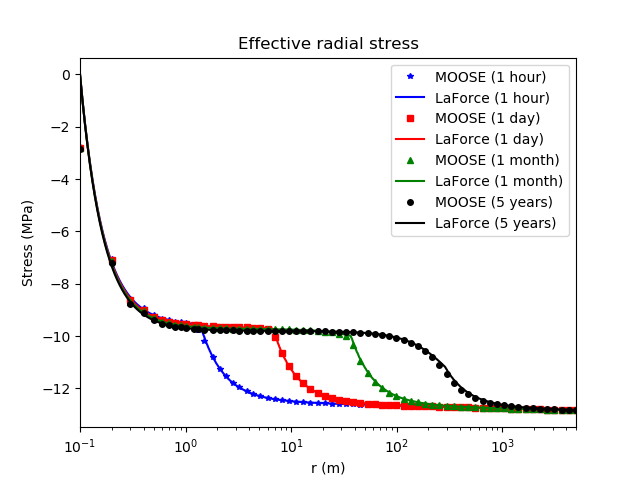 Effective radial stress
Stress (MPa)
0
−2
−4
−6
−8
−10
−12
MOOSE (1 hour)
LaForce (1 hour)
MOOSE (1 day)
LaForce (1 day)
MOOSE (1 month)
LaForce (1 month)
MOOSE (5 years)
LaForce (5 years)
10⁻¹ 10⁰ 10¹ 10² 10³
r (m)